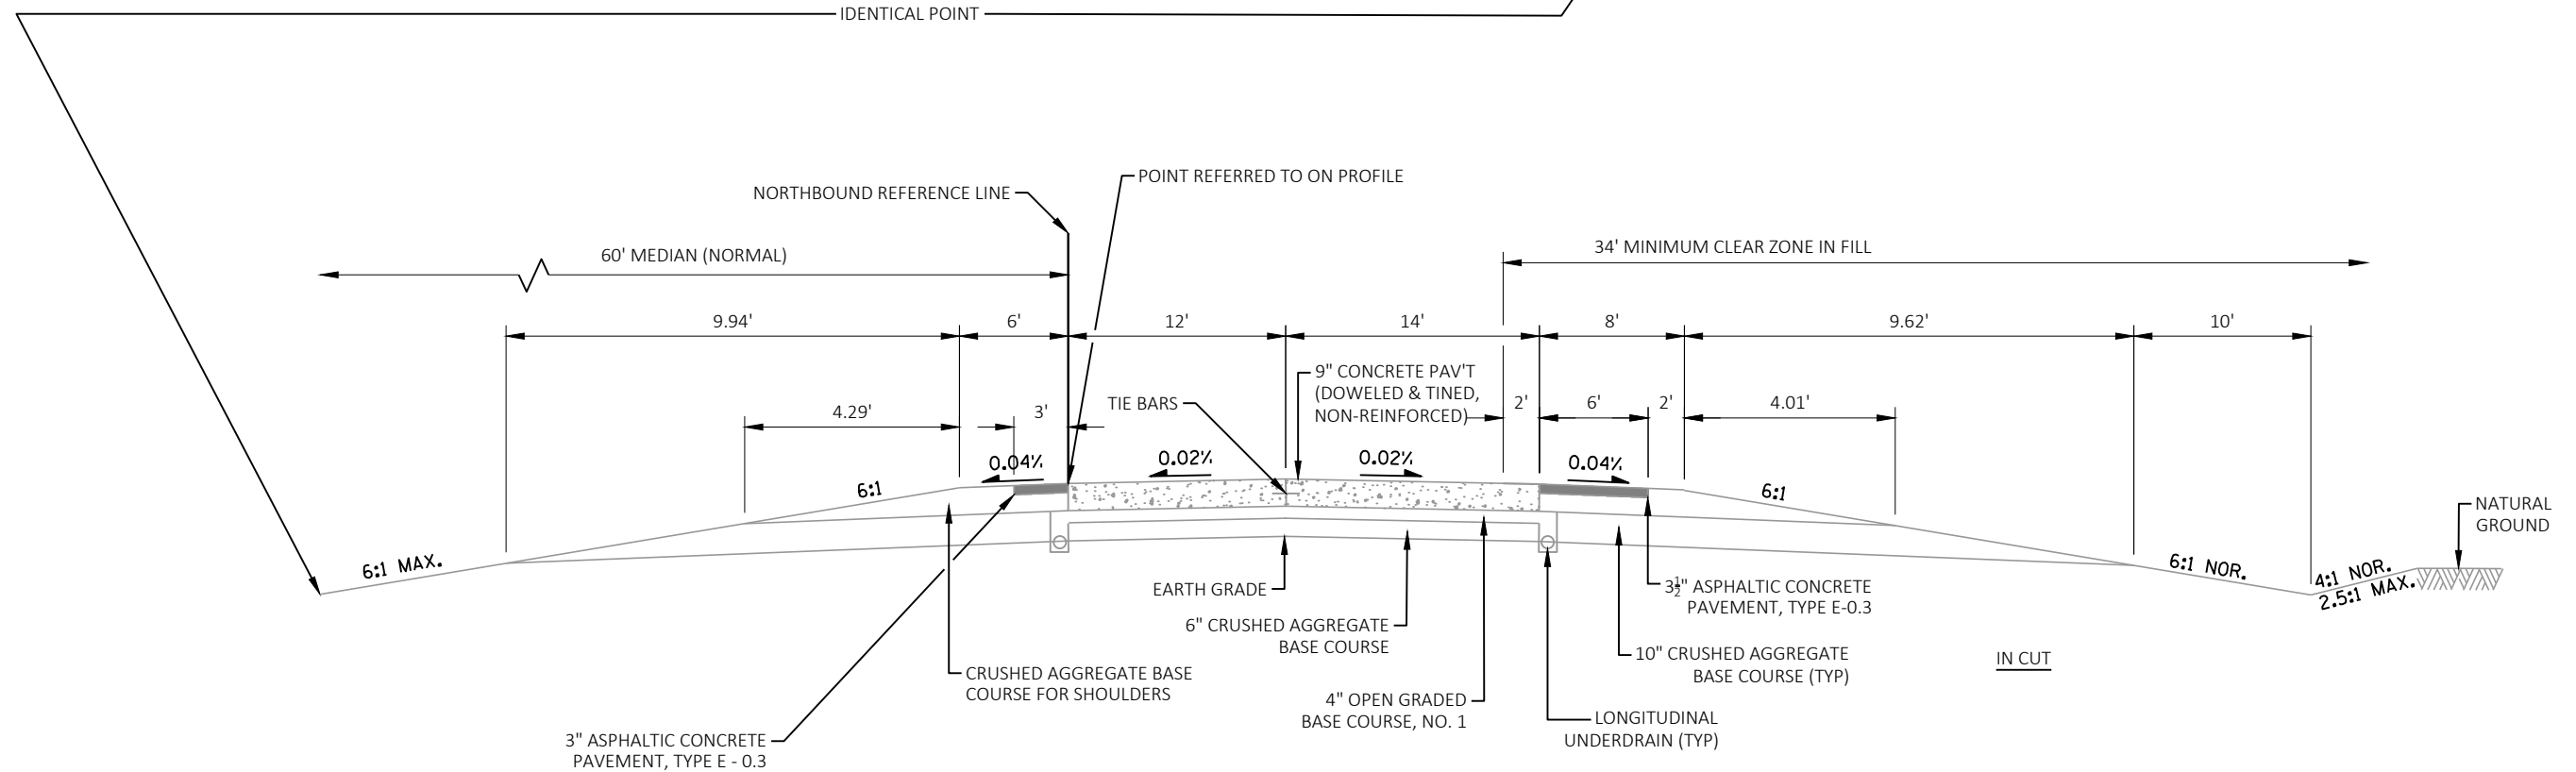 IDENTICAL POINT
POINT REFERRED TO ON PROFILE
NORTHBOUND REFERENCE LINE
60' MEDIAN (NORMAL)
34' MINIMUM CLEAR ZONE IN FILL
9.94'
6'
12'
14'
8'
9.62'
10'
9" CONCRETE PAV'T
(DOWELED & TINED,
NON-REINFORCED)
TIE BARS
4.29'
3'
2'
6'
2'
4.01'
0.04%
0.02%
0.02%
0.04%
6:1
6:1
NATURAL
GROUND
6:1 MAX.
6:1 NOR.
4:1 NOR.
2.5:1 MAX.
EARTH GRADE
3½" ASPHALTIC CONCRETE
PAVEMENT, TYPE E-0.3
6" CRUSHED AGGREGATE
BASE COURSE
10" CRUSHED AGGREGATE
BASE COURSE (TYP)
IN CUT
CRUSHED AGGREGATE BASE
COURSE FOR SHOULDERS
4" OPEN GRADED
BASE COURSE, NO. 1
LONGITUDINAL
UNDERDRAIN (TYP)
3" ASPHALTIC CONCRETE
PAVEMENT, TYPE E - 0.3